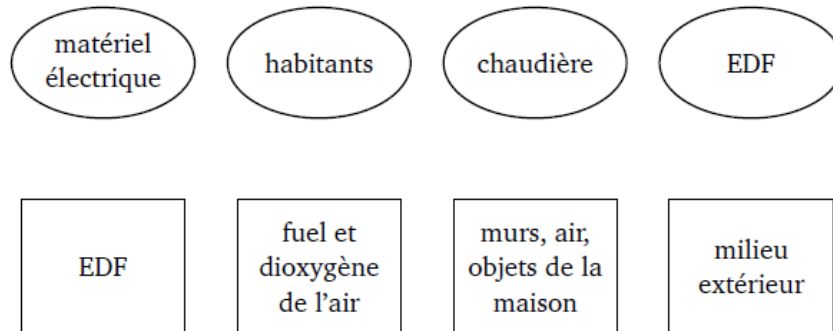 matériel
électrique
habitants
chaudière
EDF
EDF
fuel et
dioxygène
de l'air
murs, air,
objets de la
maison
milieu
extérieur